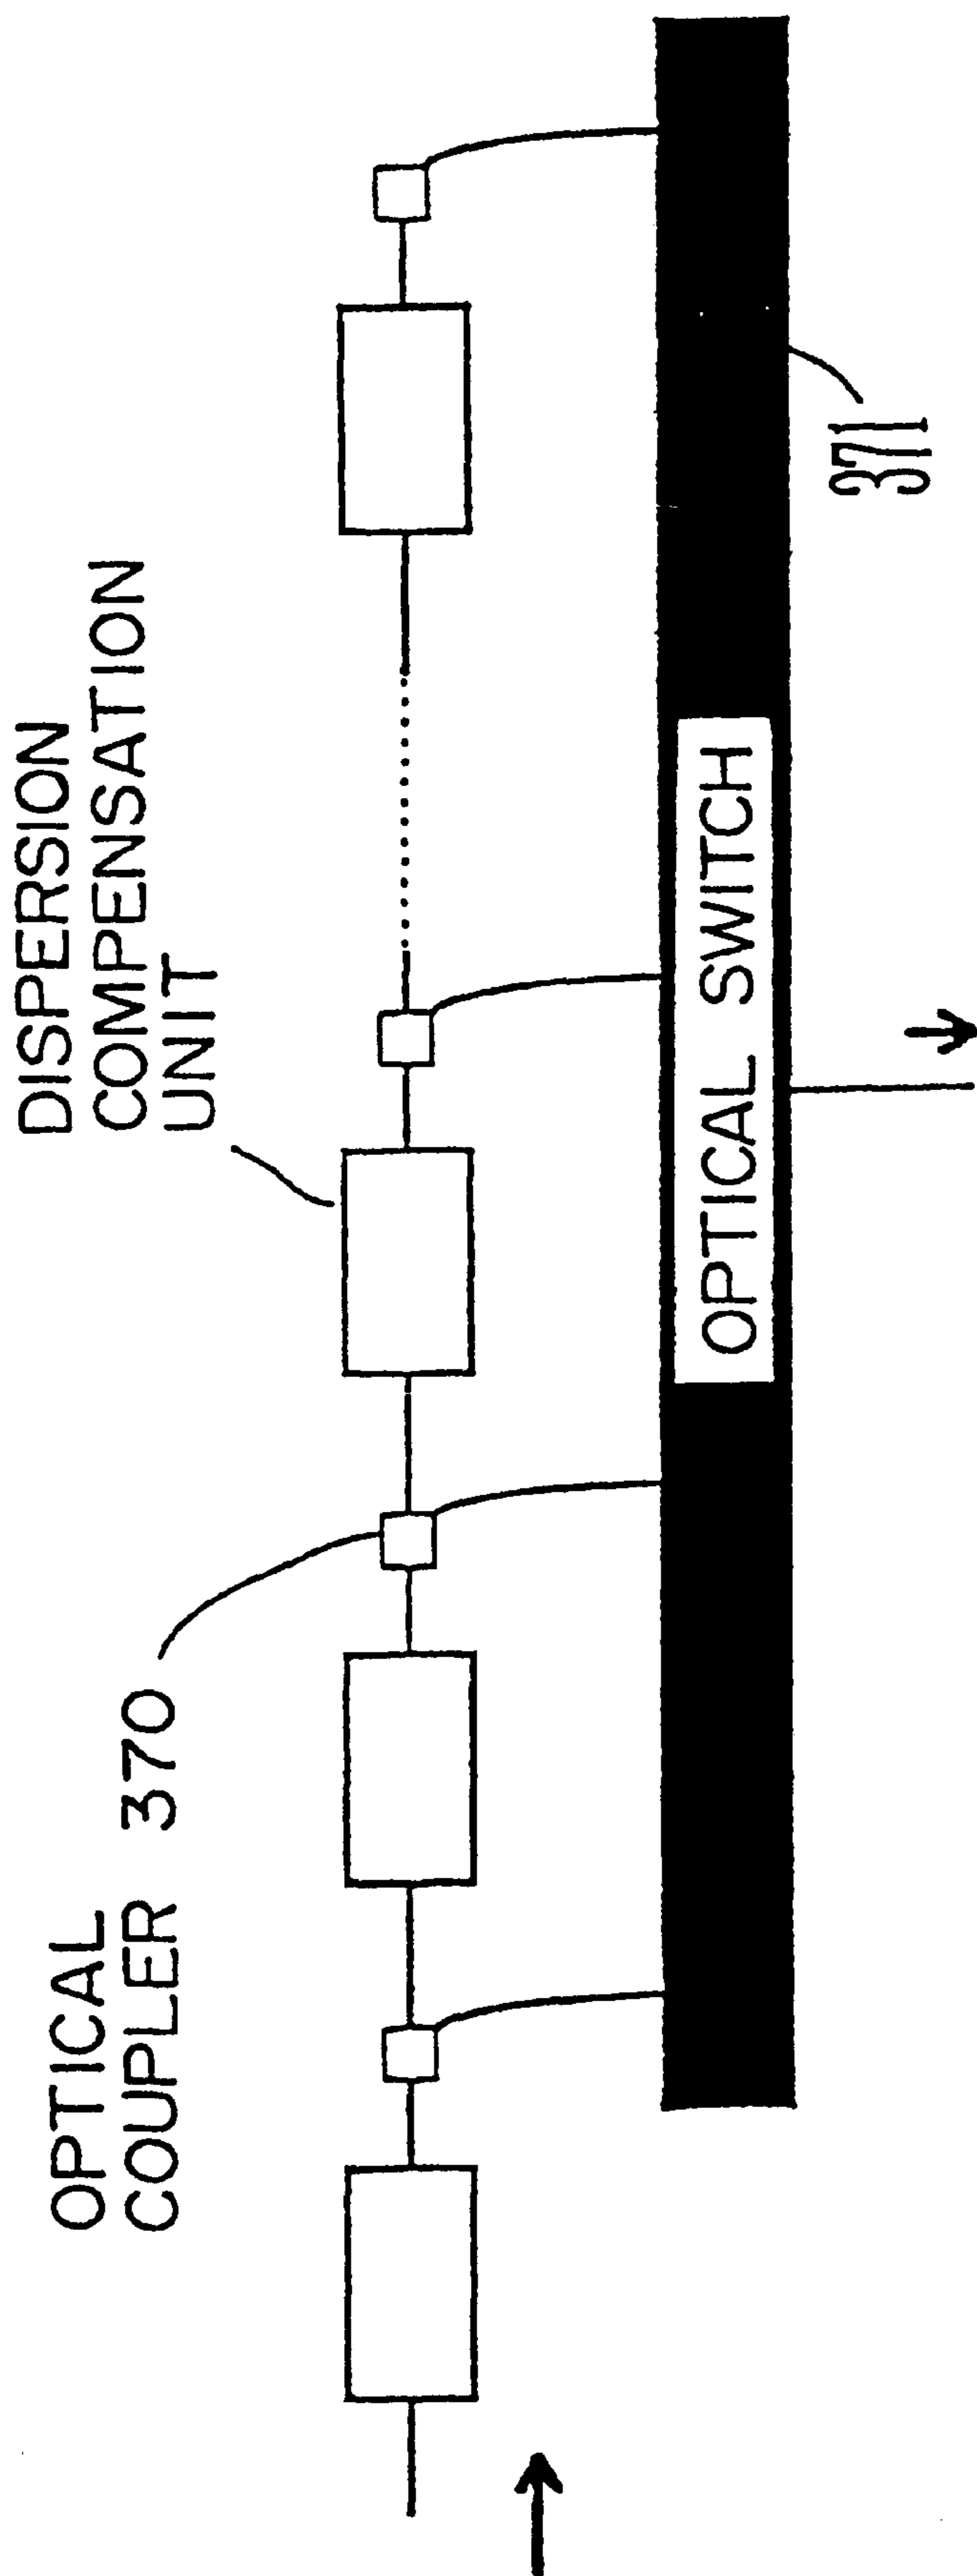 OPTICAL
COUPLER 370
DISPERSION
COMPENSATION
UNIT
OPTICAL SWITCH
371